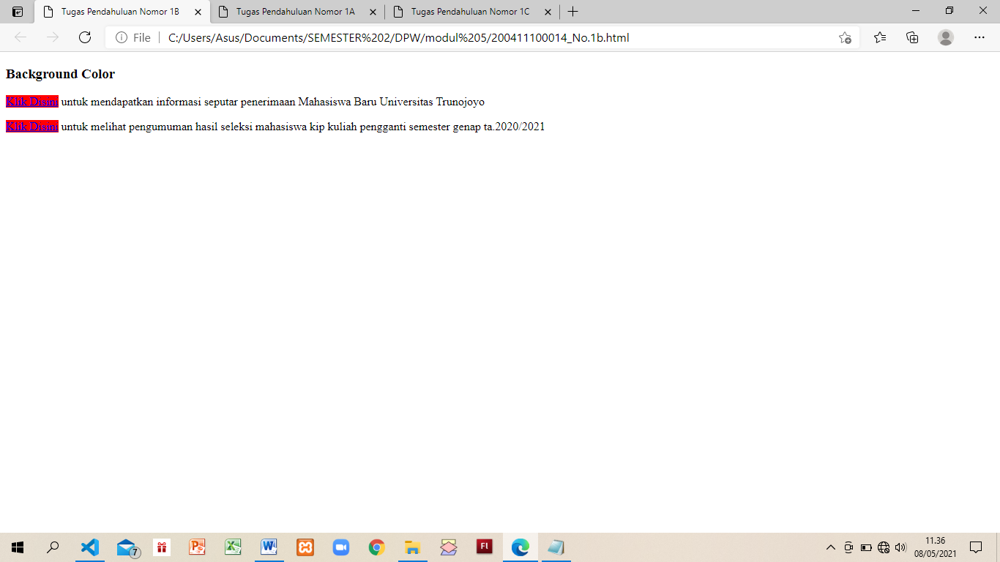 Tugas Pendahuluan Nomor 1B
Tugas Pendahuluan Nomor 1A
Tugas Pendahuluan Nomor 1C
File
C:/Users/Asus/Documents/SEMESTER%202/DPW/modul%205/200411100014_No.1b.html
Background Color
Klik Disini untuk mendapatkan informasi seputar penerimaan Mahasiswa Baru Universitas Trunojoyo
Klik Disini untuk melihat pengumuman hasil seleksi mahasiswa kip kuliah pengganti semester genap ta.2020/2021
7
Fl
11.36
08/05/2021